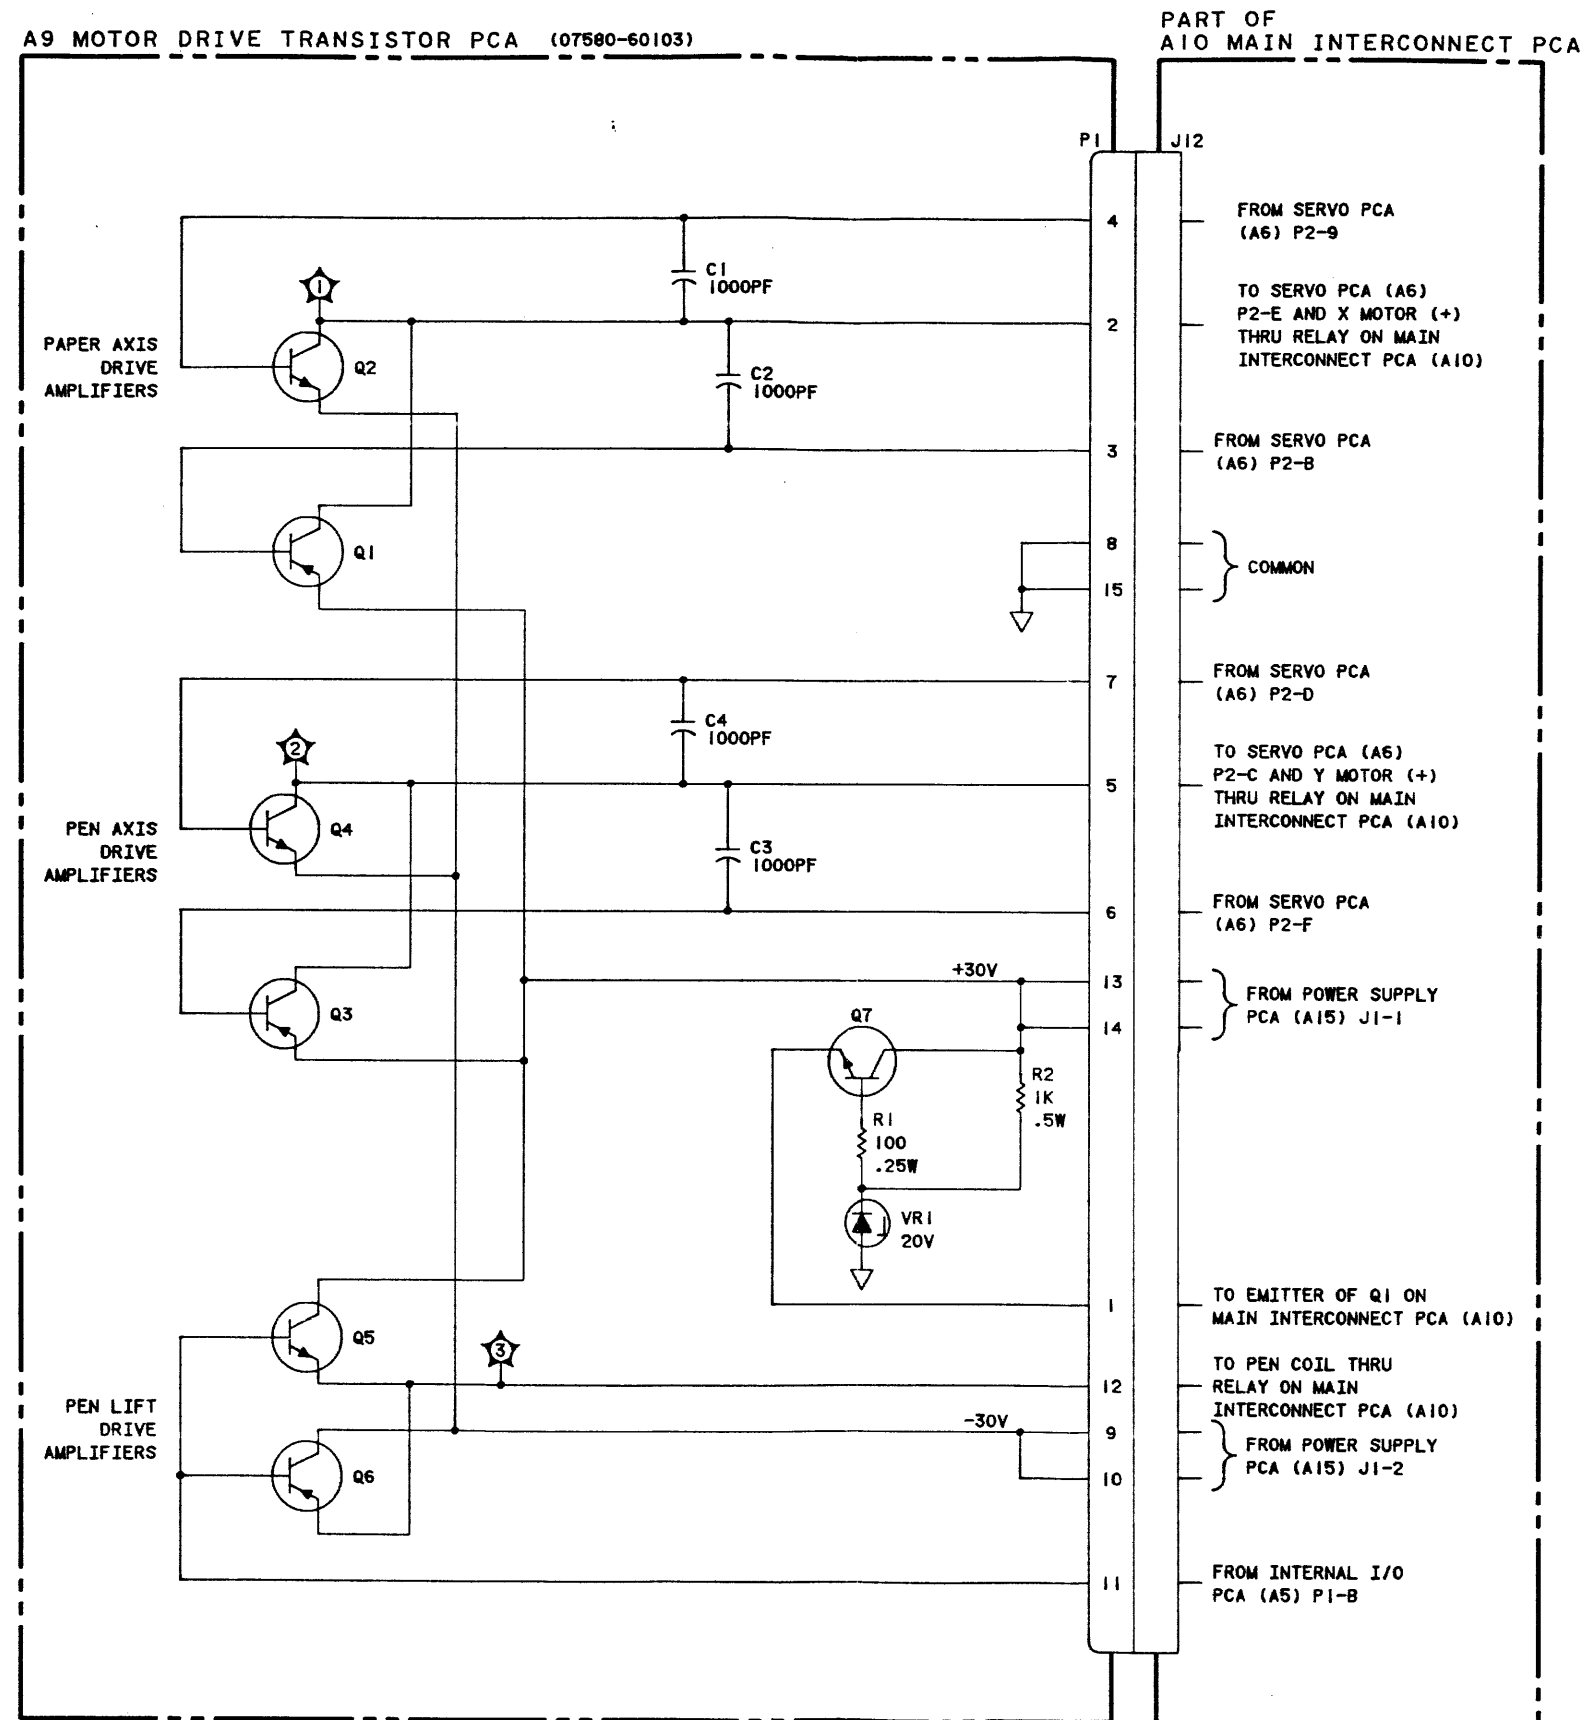 A9 MOTOR DRIVE TRANSISTOR PCA (07580-60103)
PART OF
A10 MAIN INTERCONNECT PCA
P1
J12
4
FROM SERVO PCA
(A6) P2-9
C1
1000PF
1
2
TO SERVO PCA (A6)
P2-E AND X MOTOR (+)
THRU RELAY ON MAIN
INTERCONNECT PCA (A10)
PAPER AXIS
DRIVE
AMPLIFIERS
Q2
C2
1000PF
3
FROM SERVO PCA
(A6) P2-B
Q1
8
15
COMMON
7
FROM SERVO PCA
(A6) P2-D
C4
1000PF
2
5
TO SERVO PCA (A6)
P2-C AND Y MOTOR (+)
THRU RELAY ON MAIN
INTERCONNECT PCA (A10)
PEN AXIS
DRIVE
AMPLIFIERS
Q4
C3
1000PF
6
FROM SERVO PCA
(A6) P2-F
+30V
13
14
FROM POWER SUPPLY
PCA (A15) J1-1
Q3
Q7
R2
1K
.5W
R1
100
.25W
VR1
20V
1
TO EMITTER OF Q1 ON
MAIN INTERCONNECT PCA (A10)
Q5
3
12
TO PEN COIL THRU
RELAY ON MAIN
INTERCONNECT PCA (A10)
PEN LIFT
DRIVE
AMPLIFIERS
-30V
9
10
FROM POWER SUPPLY
PCA (A15) J1-2
Q6
11
FROM INTERNAL I/O
PCA (A5) P1-B